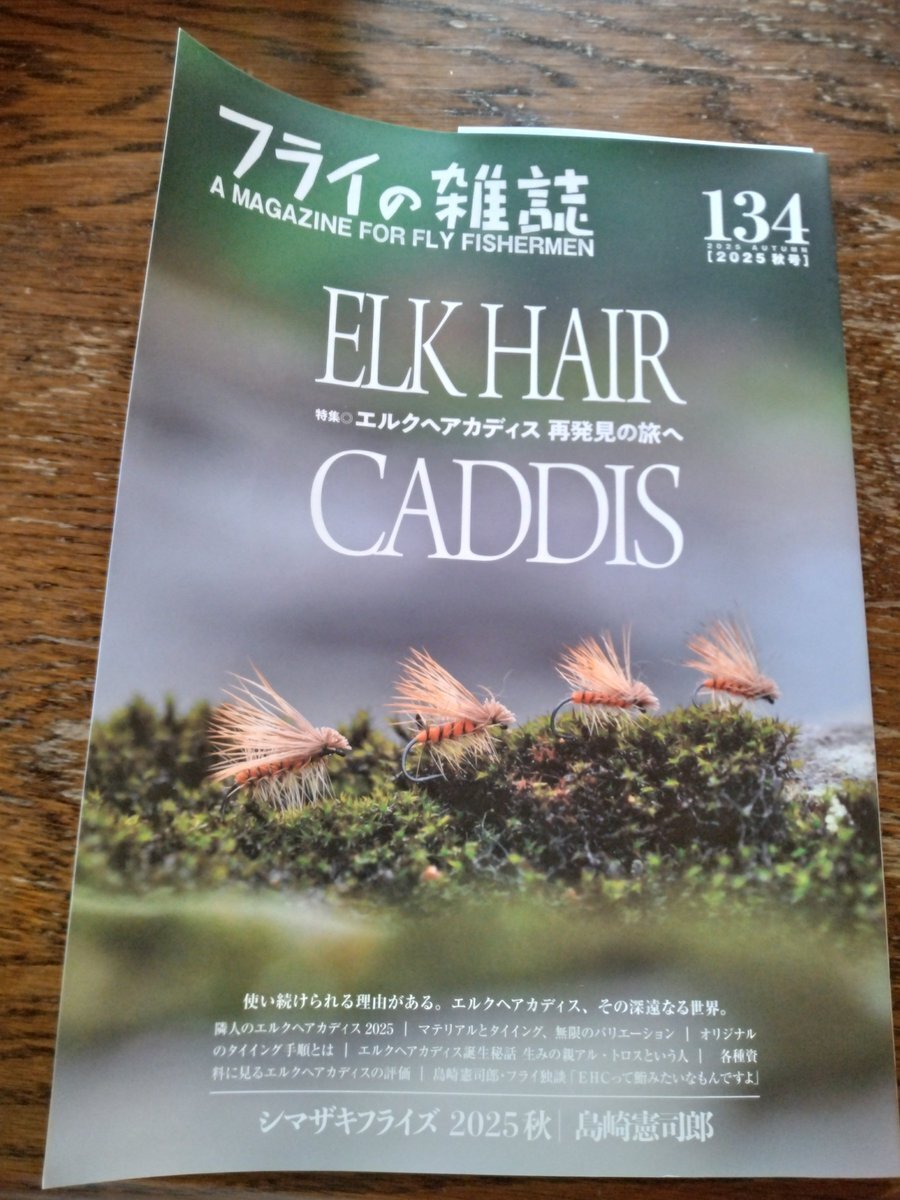 フライの雑誌
A MAGAZINE FOR FLY FISHERMEN
134
2025 AUTUMN
[2025 秋号]
ELK HAIR
特集◎エルクヘアカディス 再発見の旅へ
CADDIS
使い続けられる理由がある。エルクヘアカディス、その深遠なる世界。
隣人のエルクヘアカディス 2025 | マテリアルとタイイング、無限のバリエーション | オリジナル
のタイイング手順とは | エルクヘアカディス誕生秘話 生みの親アル・トロスという人 | 各種資
料に見るエルクヘアカディスの評価 | 島崎憲司郎・フライ独談「EHCって鮪みたいなもんですよ」
シマザキフライズ 2025 秋 | 島崎憲司郎